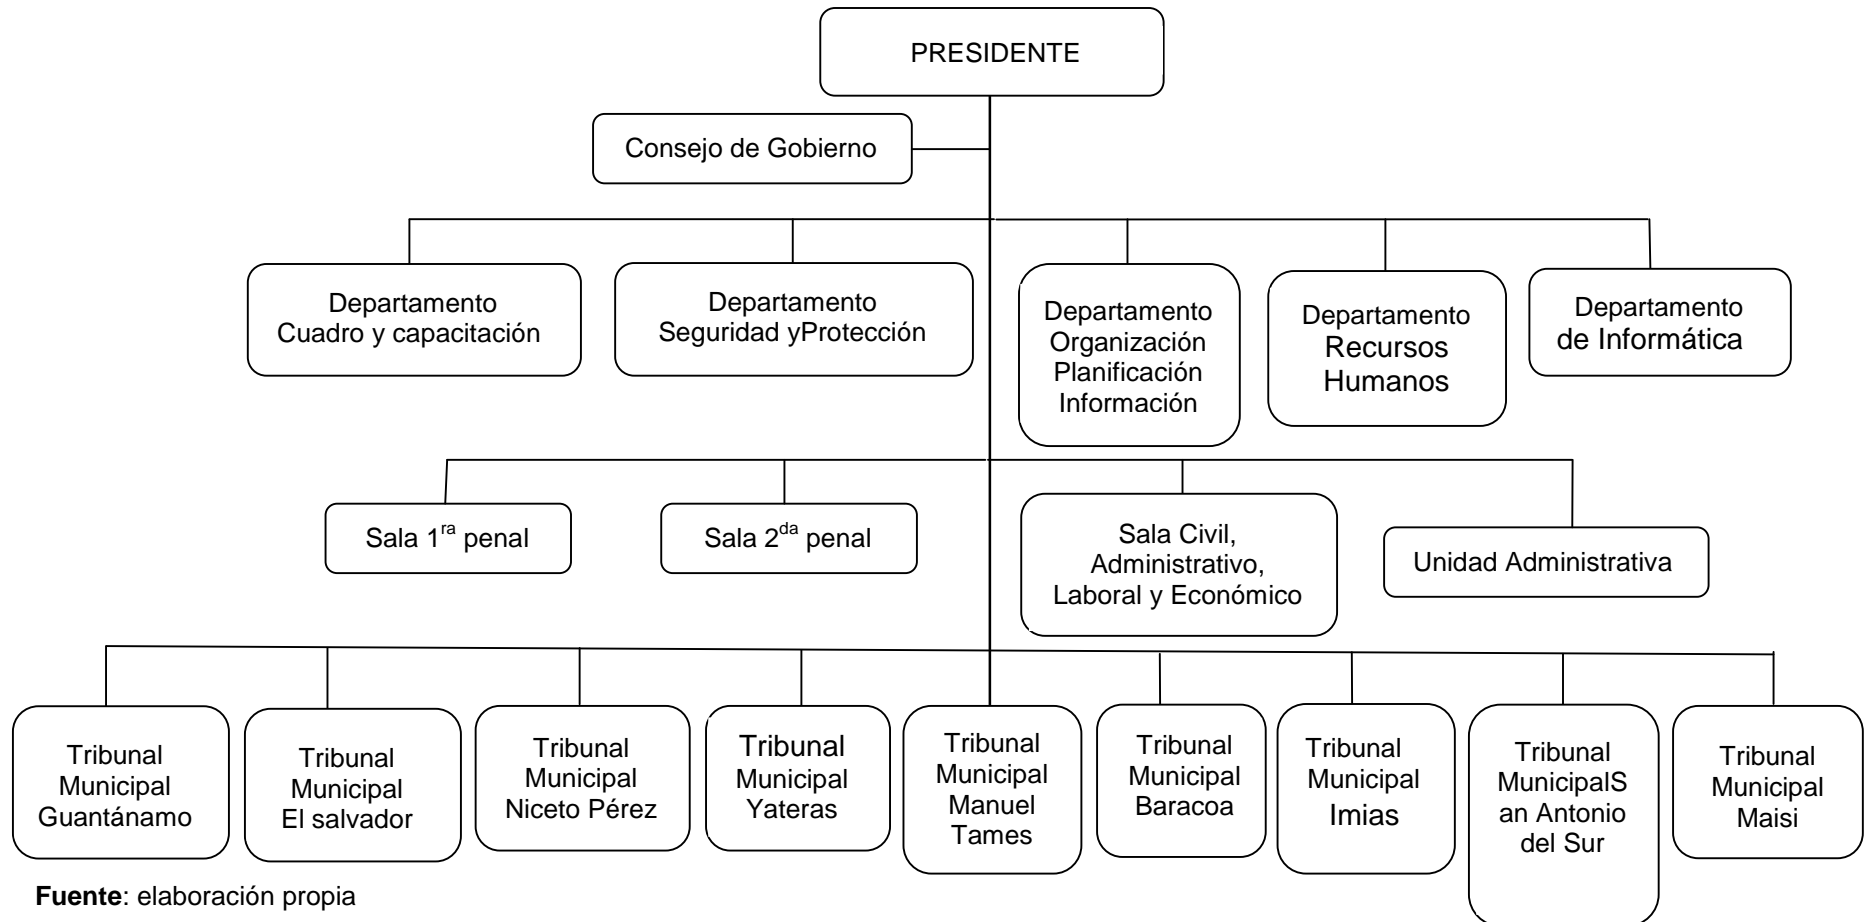 PRESIDENTE
Consejo de Gobierno
Departamento
Cuadro y capacitación
Departamento
Seguridad yProtección
Departamento
Organización
Planificación
Información
Departamento
Recursos
Humanos
Departamento
de Informática
Sala 1ra penal
Sala 2da penal
Sala Civil,
Administrativo,
Laboral y Económico
Unidad Administrativa
Tribunal
Municipal
Guantánamo
Tribunal
Municipal
El salvador
Tribunal
Municipal
Niceto Pérez
Tribunal
Municipal
Yateras
Tribunal
Municipal
Manuel
Tames
Tribunal
Municipal
Baracoa
Tribunal
Municipal
Imias
Tribunal
MunicipalS
an Antonio
del Sur
Tribunal
Municipal
Maisi
Fuente: elaboración propia